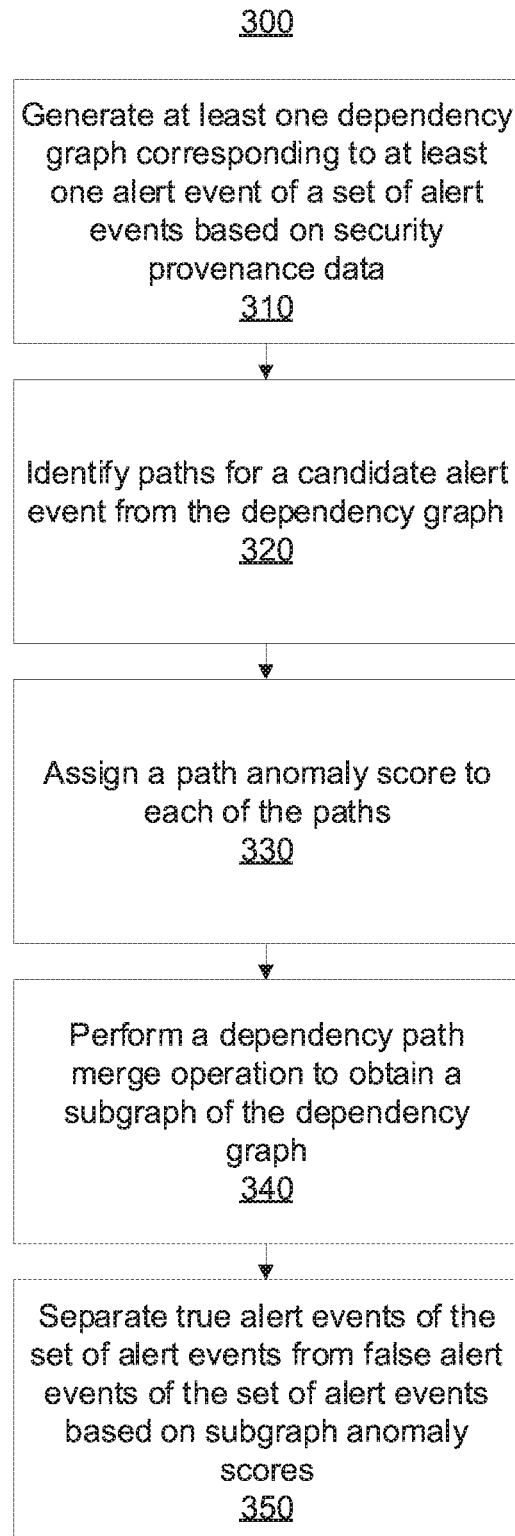 300
Generate at least one dependency
graph corresponding to at least
one alert event of a set of alert
events based on security
provenance data
310
Identify paths for a candidate alert
event from the dependency graph
320
Assign a path anomaly score to
each of the paths
330
Perform a dependency path
merge operation to obtain a
subgraph of the dependency
graph
340
Separate true alert events of the
set of alert events from false alert
events of the set of alert events
based on subgraph anomaly
scores
350